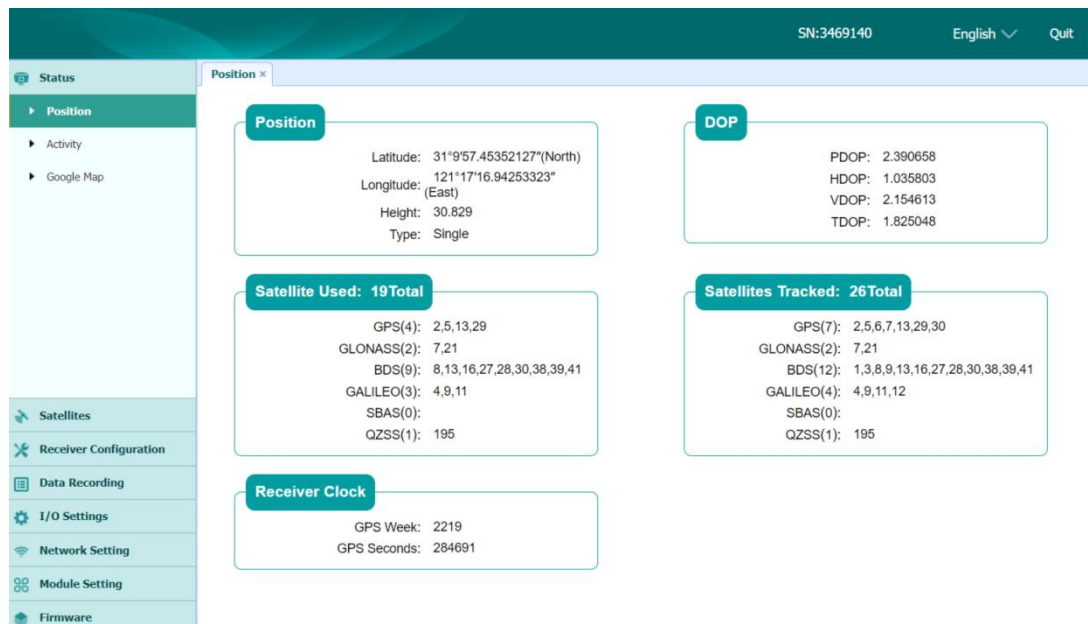 SN:3469140 English Quit
Status
Position
Activity
Google Map
Satellites
Receiver Configuration
Data Recording
I/O Settings
Network Setting
Module Setting
Firmware
Position ×
Position
Latitude: 31°9'57.45352127"(North)
Longitude: 121°17'16.94253323"
(East)
Height: 30.829
Type: Single
DOP
PDOP: 2.390658
HDOP: 1.035803
VDOP: 2.154613
TDOP: 1.825048
Satellite Used: 19Total
GPS(4): 2,5,13,29
GLONASS(2): 7,21
BDS(9): 8,13,16,27,28,30,38,39,41
GALILEO(3): 4,9,11
SBAS(0):
QZSS(1): 195
Satellites Tracked: 26Total
GPS(7): 2,5,6,7,13,29,30
GLONASS(2): 7,21
BDS(12): 1,3,8,9,13,16,27,28,30,38,39,41
GALILEO(4): 4,9,11,12
SBAS(0):
QZSS(1): 195
Receiver Clock
GPS Week: 2219
GPS Seconds: 284691